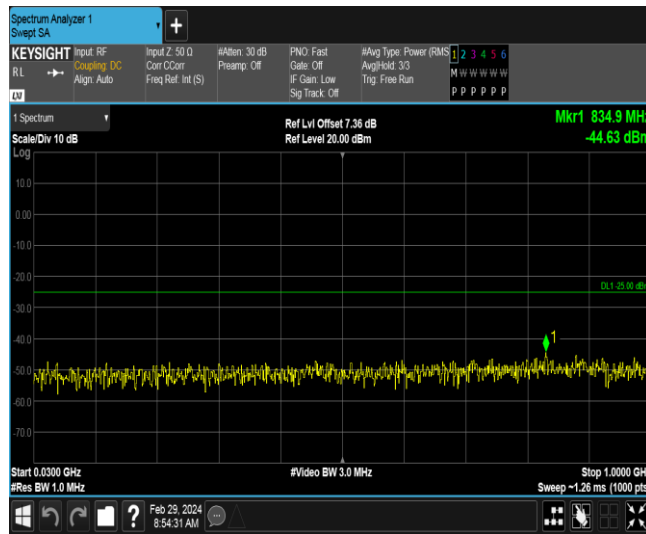 Spectrum Analyzer 1
Swept SA
+
KEYSIGHT Input: RF Input Z: 50 Ω #Atten: 30 dB PNO: Fast #Avg Type: Power (RMS 1 2 3 4 5 6
RL Coupling: DC Corr CCorr Preamp: Off Gate: Off Avg|Hold: 3/3 M W W W W W
Align: Auto Freq Ref: Int (S) IF Gain: Low Trig: Free Run
LXI Sig Track: Off P P P P P P
1 Spectrum Ref Lvl Offset 7.36 dB Mkr1 834.9 MHz
Scale/Div 10 dB Ref Level 20.00 dBm -44.63 dBm
Log
10.0
0.00
-10.0
-20.0
DL1 -25.00 dBm
-30.0
-40.0
1
-50.0
-60.0
-70.0
Start 0.0300 GHz #Video BW 3.0 MHz Stop 1.0000 GH
#Res BW 1.0 MHz Sweep ~1.26 ms (1000 pts
? Feb 29, 2024
8:54:31 AM